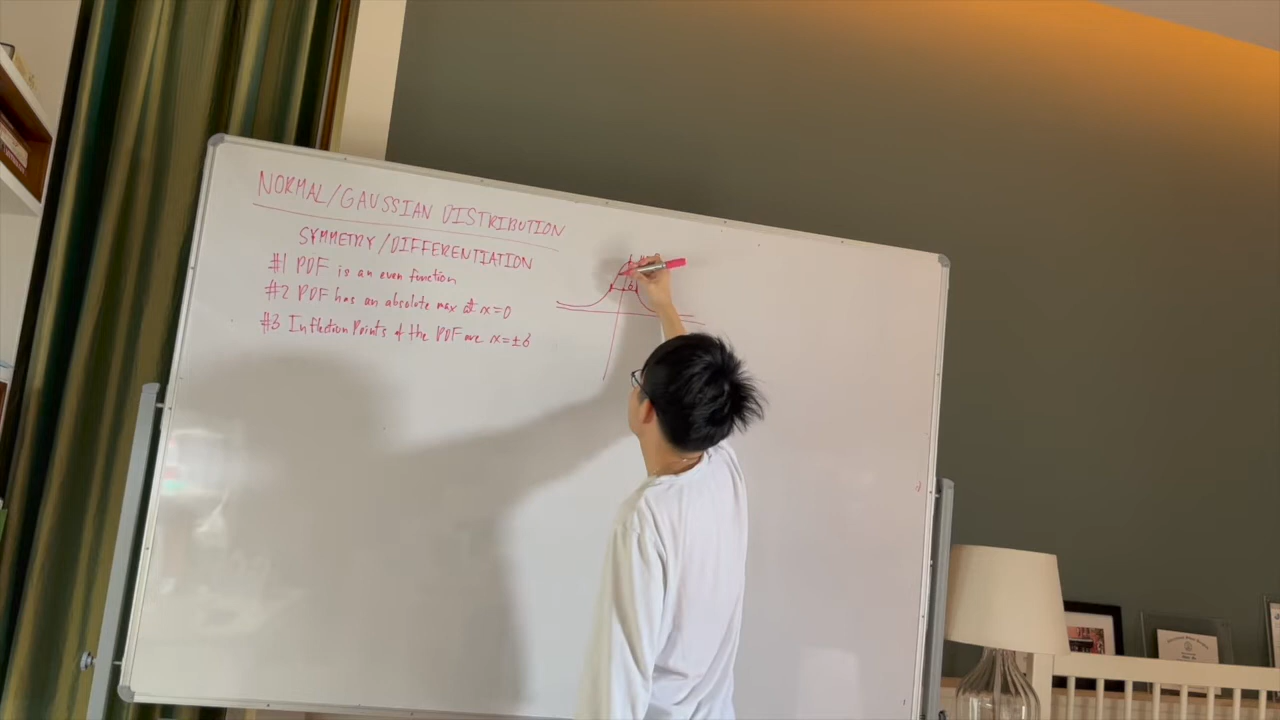 NORMAL/GAUSSIAN DISTRIBUTION
SYMMETRY/DIFFERENTIATION
#1 PDF is an even function
#2 PDF has an absolute max at x=0
#3 Inflection Points of the PDF are x=±6